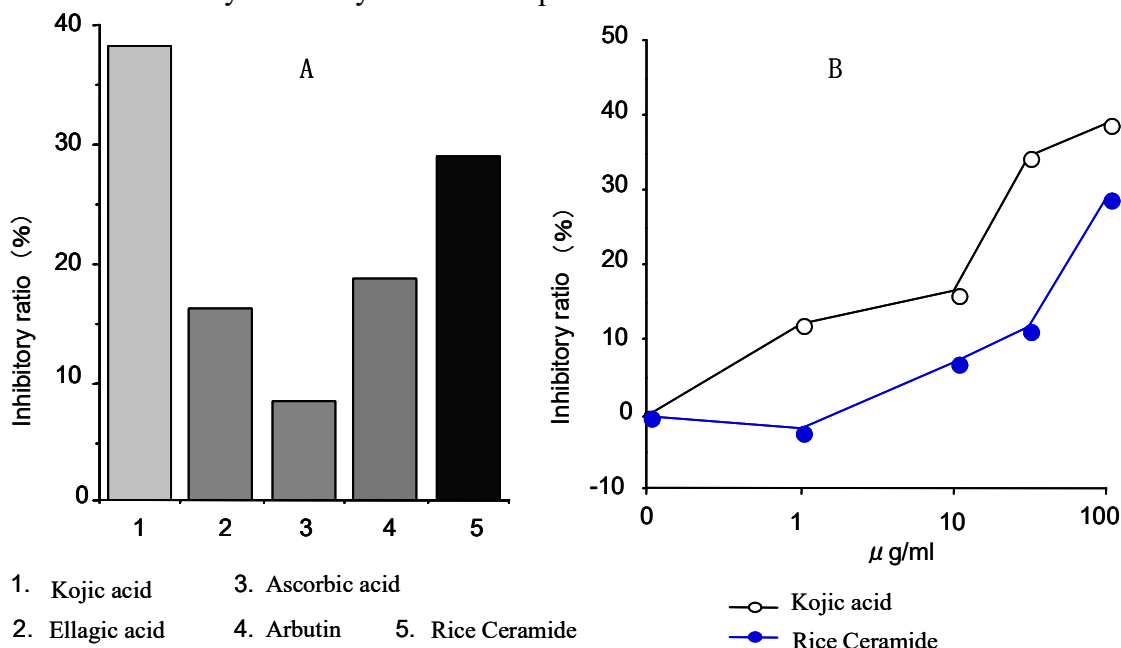 40
30
20
10
0
Inhibitory ratio (%)
A
1 2 3 4 5
1. Kojic acid 3. Ascorbic acid
2. Ellagic acid 4. Arbutin 5. Rice Ceramide
50
40
30
20
10
0
-10
Inhibitory ratio (%)
B
0 1 10 100
μg/ml
Kojic acid
Rice Ceramide